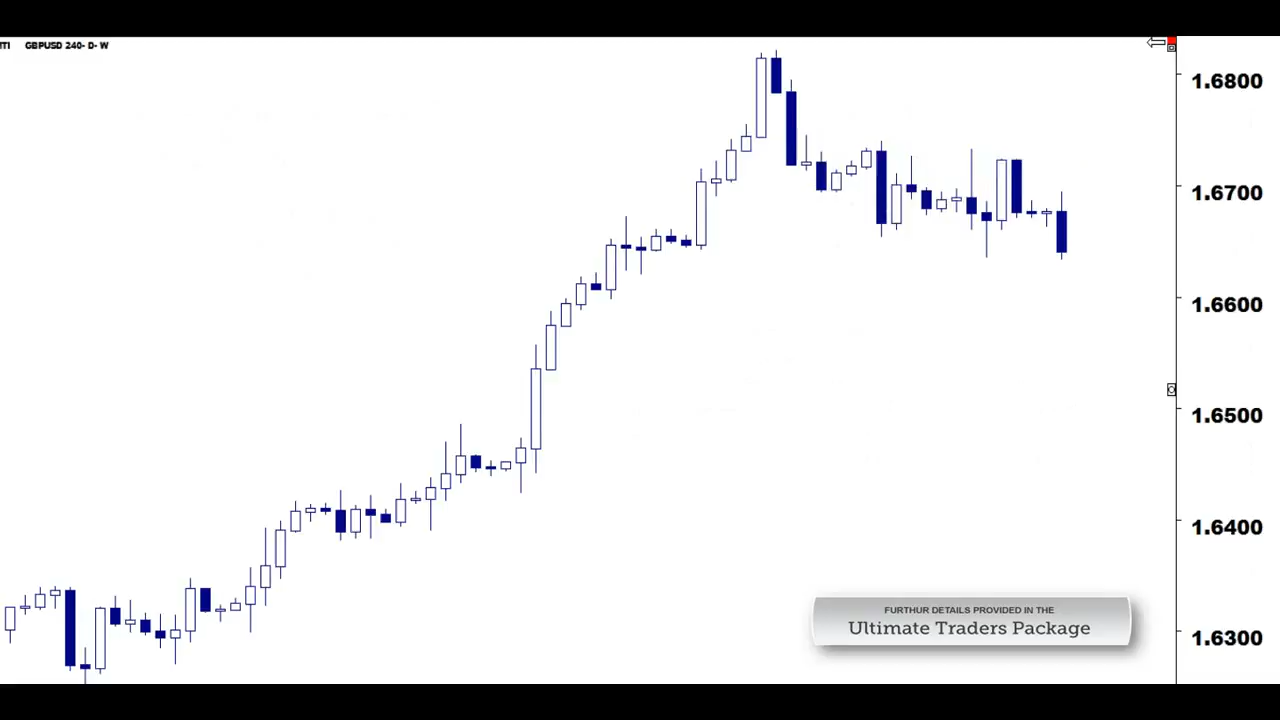 GBPUSD 240- D- W
1.6800
1.6700
1.6600
1.6500
1.6400
1.6300
FURTHUR DETAILS PROVIDED IN THE
Ultimate Traders Package